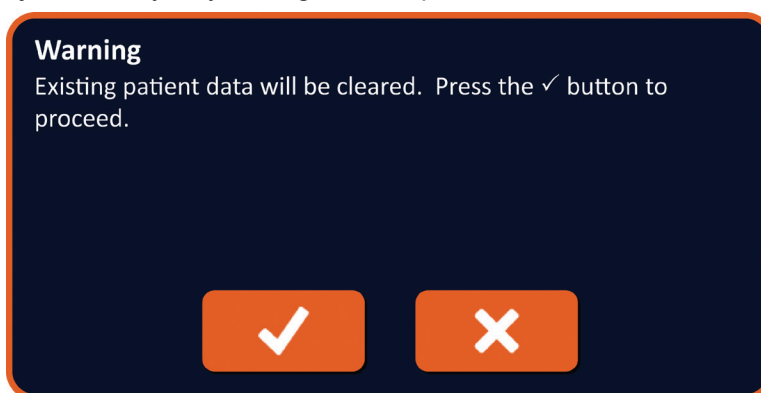 Warning
Existing patient data will be cleared.  Press the ✓ button to
proceed.